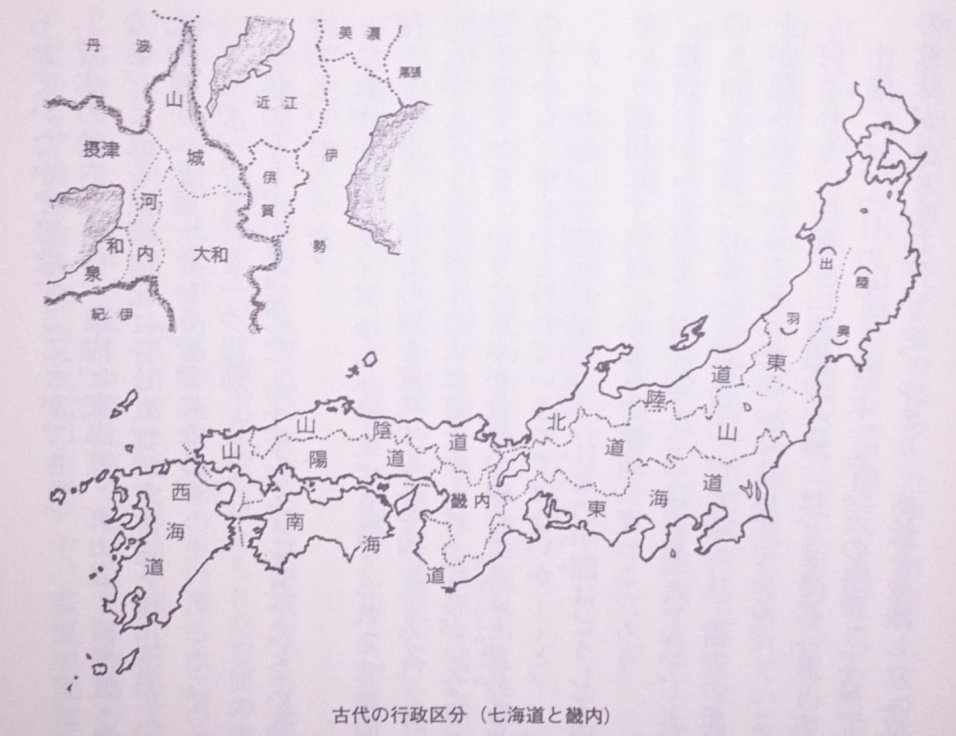 丹波
山城
近江
美濃
尾張
摂津
伊賀
伊勢
河内
和泉
大和
紀伊
(出羽)
(陸奥)
東山道
北陸道
東海道
山陰道
山陽道
畿内
南海道
西海道
古代の行政区分（七海道と畿内）